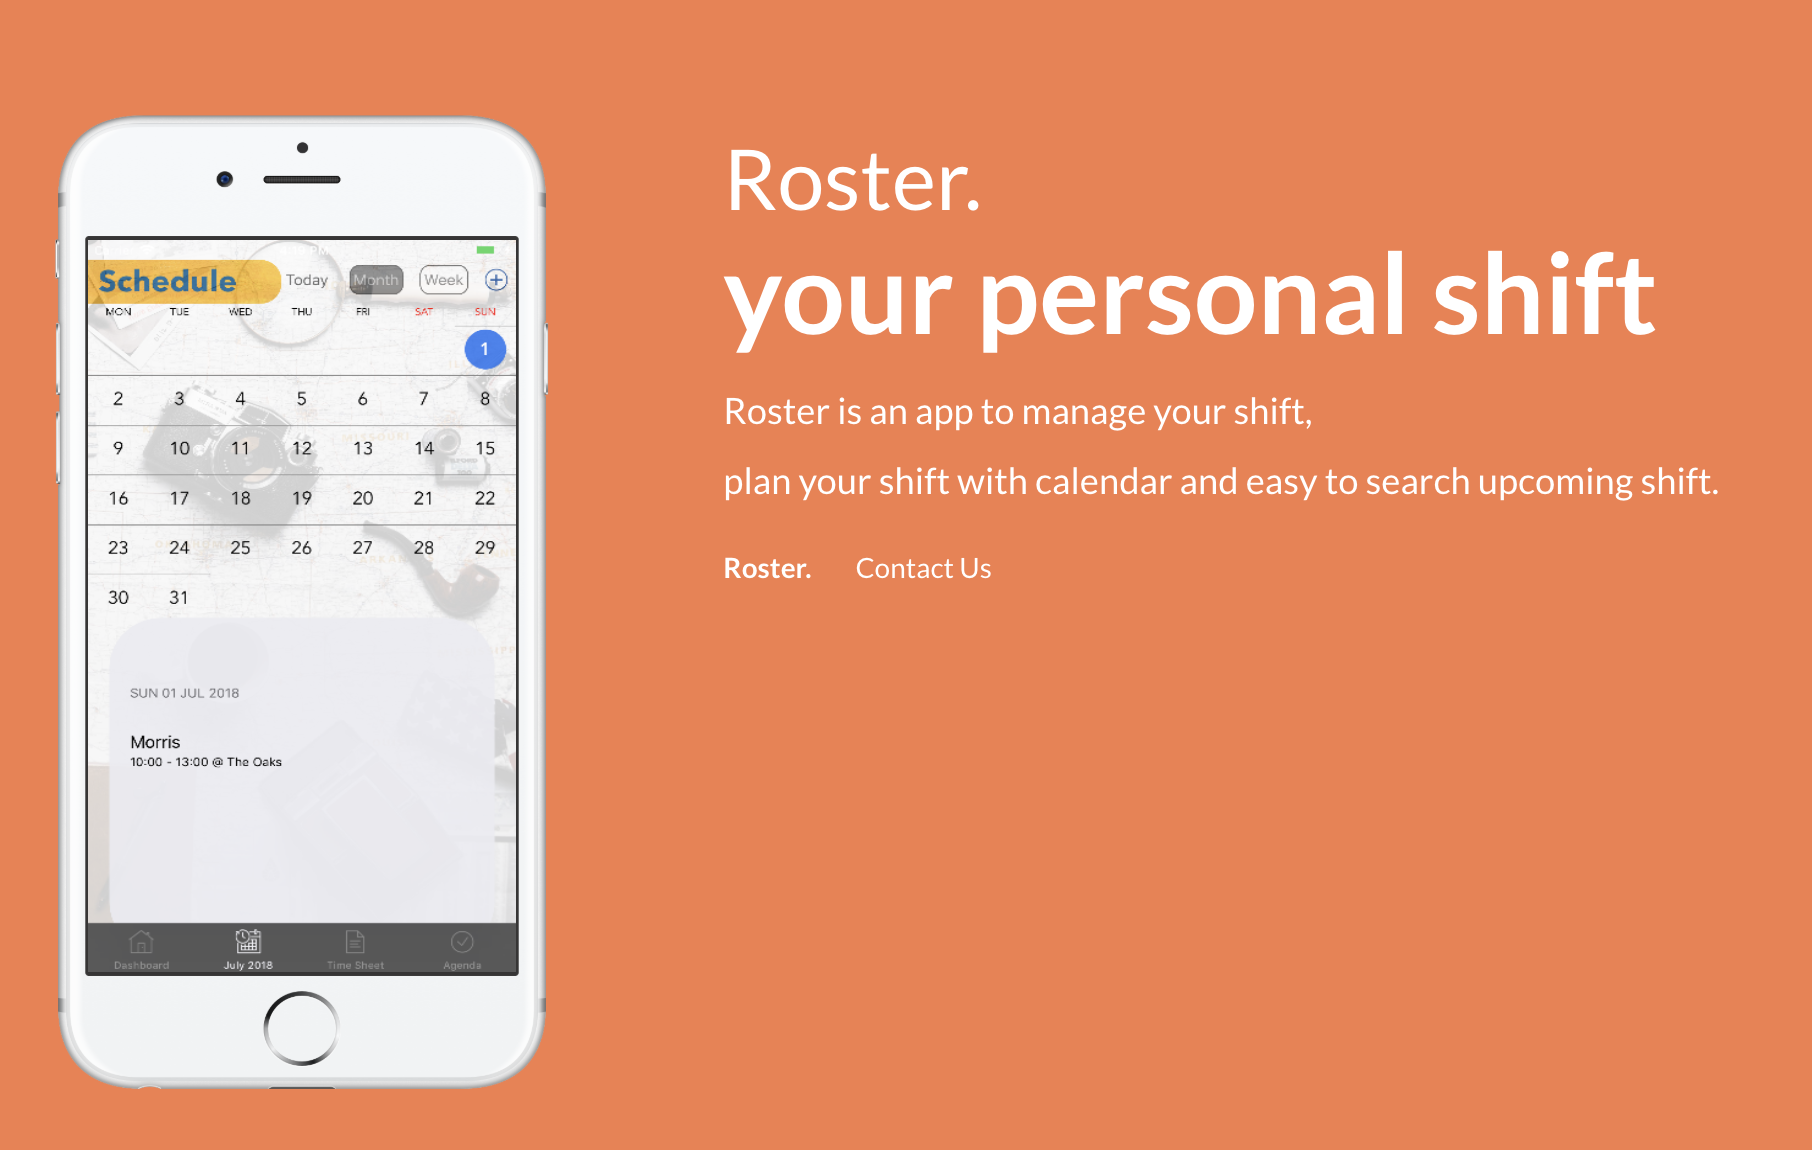 Schedule Today Month Week
MON TUE WED THU FRI SAT SUN
1
2 3 4 5 6 7 8
9 10 11 12 13 14 15
16 17 18 19 20 21 22
23 24 25 26 27 28 29
30 31
SUN 01 JUL 2018
Morris
10:00 - 13:00 @ The Oaks
Dashboard July 2018 Time Sheet Agenda
Roster.
your personal shift
Roster is an app to manage your shift,
plan your shift with calendar and easy to search upcoming shift.
Roster. Contact Us